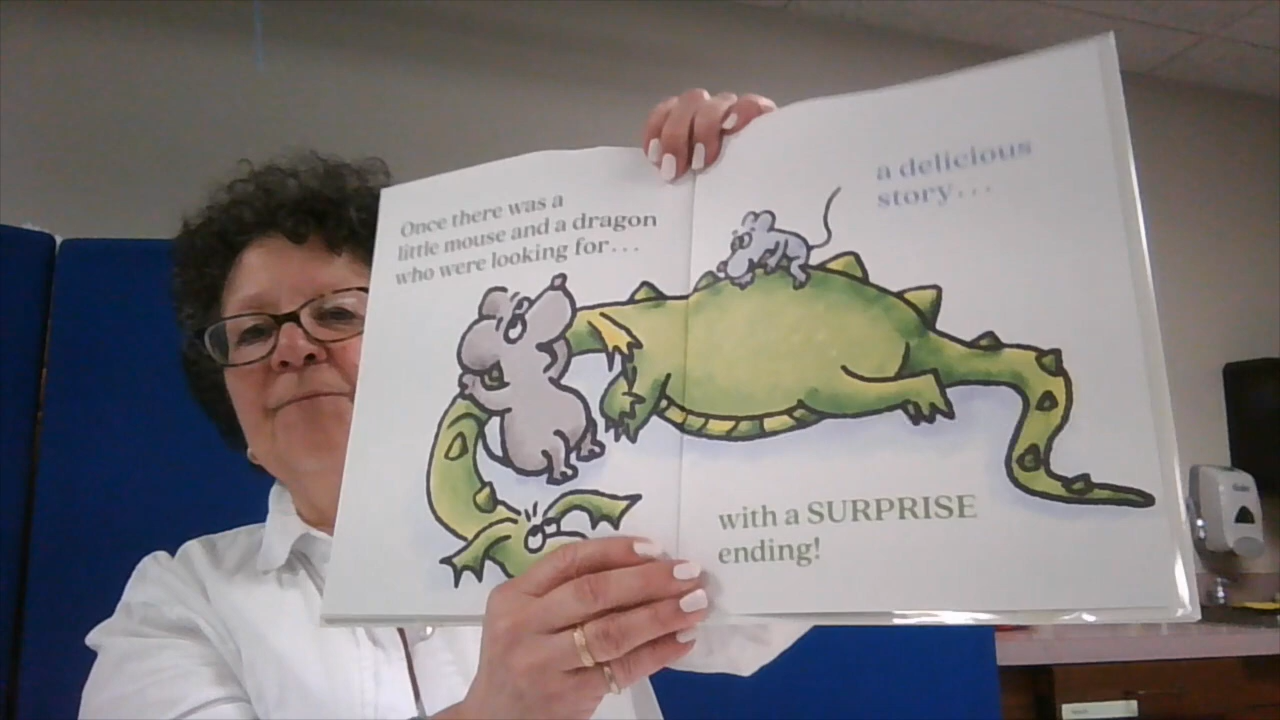 Once there was a
little mouse and a dragon
who were looking for...
a delicious
story...
with a SURPRISE
ending!